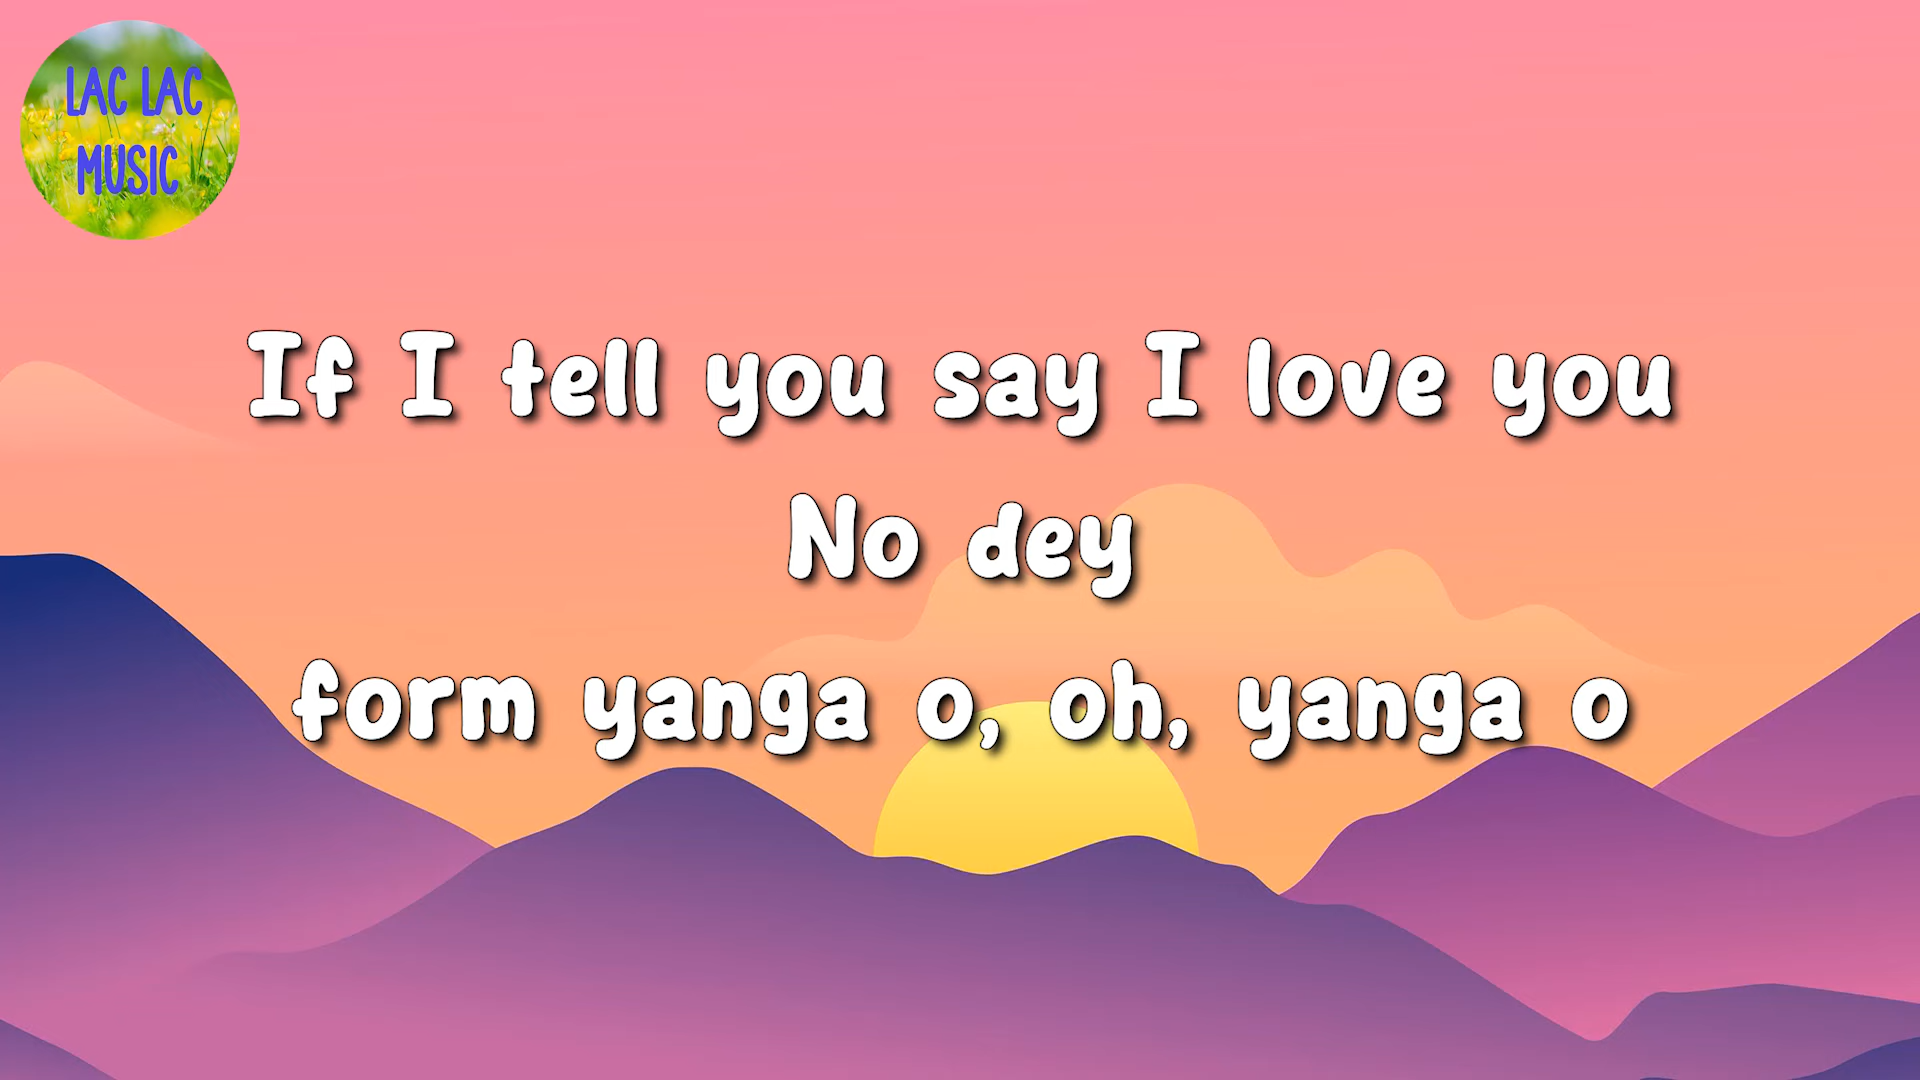 LAC LAC
MUSIC
If I tell you say I love you
No dey
form yanga o, oh, yanga o